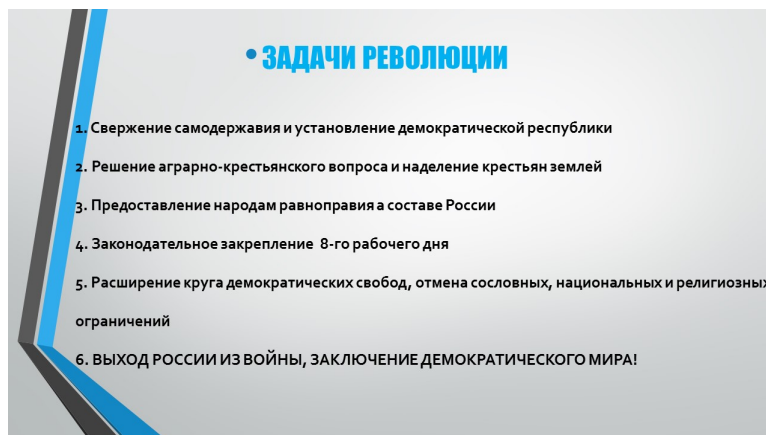 • ЗАДАЧИ РЕВОЛЮЦИИ
1. Свержение самодержавия и установление демократической республики
2. Решение аграрно-крестьянского вопроса и наделение крестьян землей
3. Предоставление народам равноправия а составе России
4. Законодательное закрепление 8-го рабочего дня
5. Расширение круга демократических свобод, отмена сословных, национальных и религиозных
ограничений
6. ВЫХОД РОССИИ ИЗ ВОЙНЫ, ЗАКЛЮЧЕНИЕ ДЕМОКРАТИЧЕСКОГО МИРА!